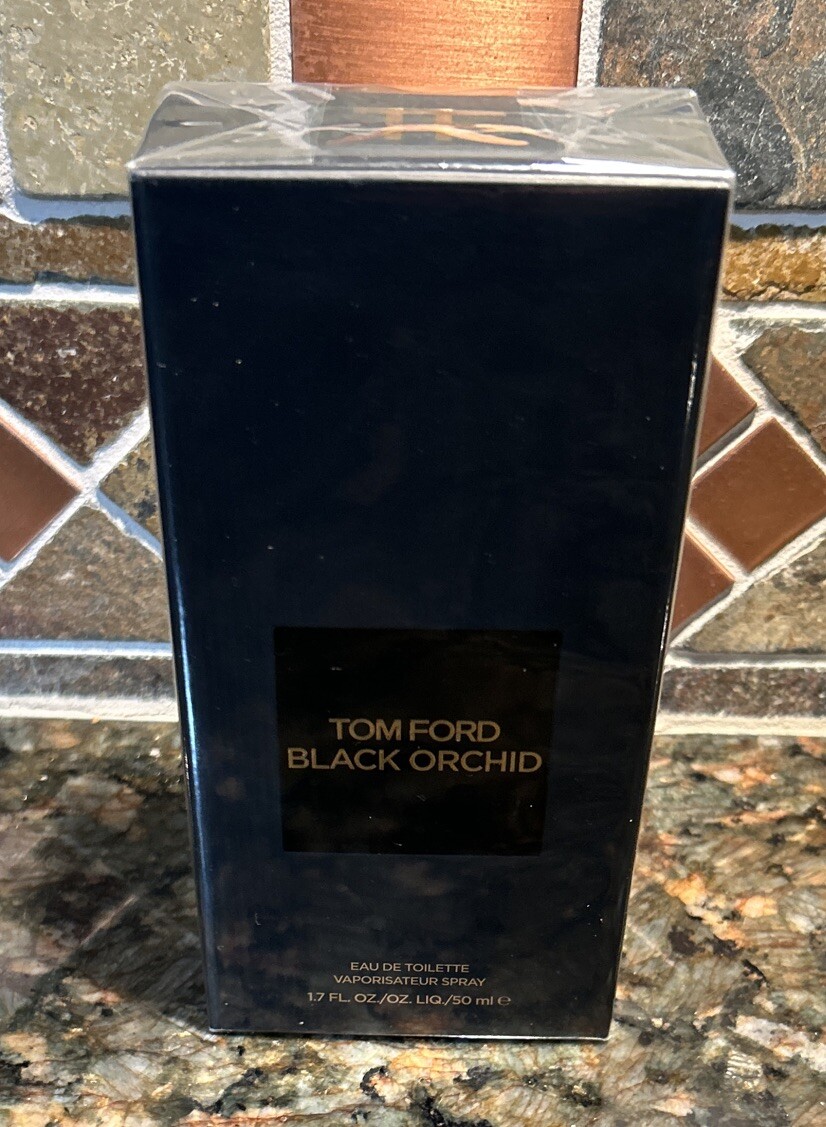 TOM FORD
BLACK ORCHID
EAU DE TOILETTE
VAPORISATEUR SPRAY
1.7 FL. OZ./OZ. LIQ./50 ml ℮